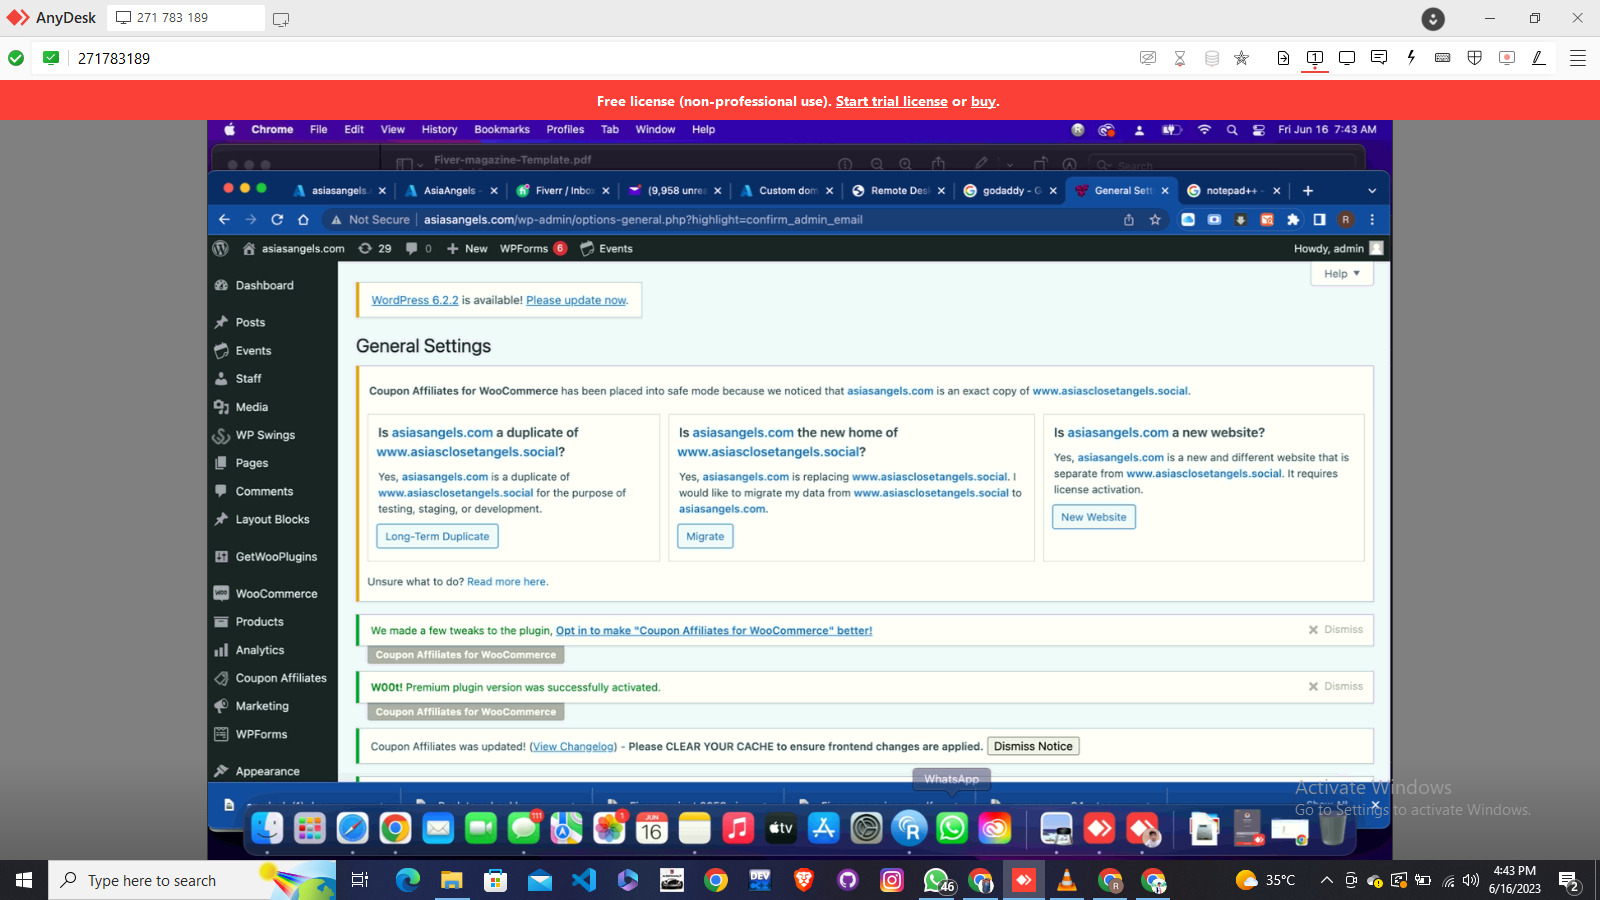 AnyDesk
271 783 189
271783189
Free license (non-professional use). Start trial license or buy.
Chrome File Edit View History Bookmarks Profiles Tab Window Help
Fri Jun 16 7:43 AM
Fiver-magazine-Template.pdf
Search
asiasangels.
AsiaAngels -
Fiverr / Inbo
(9,958 unre
Custom dom
Remote Des
godaddy - G
General Sett
notepad++ -
Not Secure
asiasangels.com/wp-admin/options-general.php?highlight=confirm_admin_email
asiasangels.com 29 0 New WPForms 6 Events
Howdy, admin
Help
Dashboard
Posts
Events
Staff
Media
WP Swings
Pages
Comments
Layout Blocks
GetWooPlugins
WooCommerce
Products
Analytics
Coupon Affiliates
Marketing
WPForms
Appearance
WordPress 6.2.2 is available! Please update now.
General Settings
Coupon Affiliates for WooCommerce has been placed into safe mode because we noticed that asiasangels.com is an exact copy of www.asiasclosetangels.social.
Is asiasangels.com a duplicate of
www.asiasclosetangels.social?
Yes, asiasangels.com is a duplicate of
www.asiasclosetangels.social for the purpose of
testing, staging, or development.
Long-Term Duplicate
Is asiasangels.com the new home of
www.asiasclosetangels.social?
Yes, asiasangels.com is replacing www.asiasclosetangels.social. I
would like to migrate my data from www.asiasclosetangels.social to
asiasangels.com.
Migrate
Is asiasangels.com a new website?
Yes, asiasangels.com is a new and different website that is
separate from www.asiasclosetangels.social. It requires
license activation.
New Website
Unsure what to do? Read more here.
We made a few tweaks to the plugin, Opt in to make "Coupon Affiliates for WooCommerce" better!
Dismiss
Coupon Affiliates for WooCommerce
W00t! Premium plugin version was successfully activated.
Dismiss
Coupon Affiliates for WooCommerce
Coupon Affiliates was updated! (View Changelog) - Please CLEAR YOUR CACHE to ensure frontend changes are applied. Dismiss Notice
WhatsApp
Activate Windows
Go to Settings to activate Windows.
111
1
JUN
16
tv
Type here to search
DEV
46
35°C
4:43 PM
6/16/2023
2